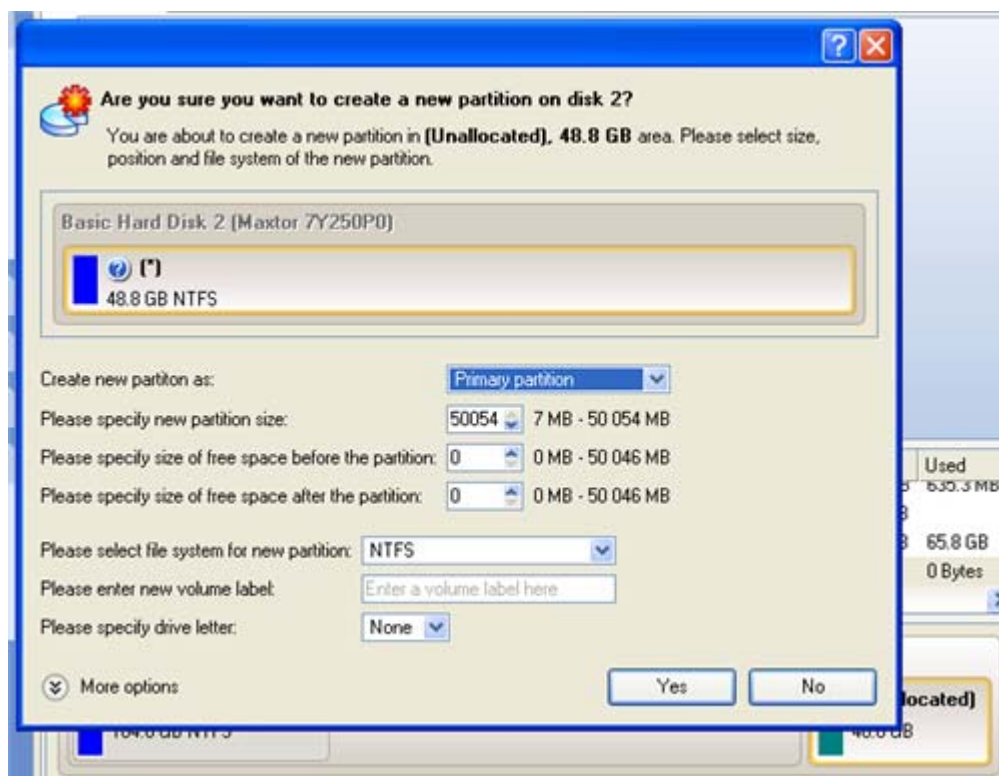 Are you sure you want to create a new partition on disk 2?
You are about to create a new partition in (Unallocated), 48.8 GB area. Please select size,
position and file system of the new partition.
Basic Hard Disk 2 (Maxtor 7Y250P0)
(*)
48.8 GB NTFS
Create new partiton as: Primary partition
Please specify new partition size: 50054 7 MB - 50 054 MB
Please specify size of free space before the partition: 0 0 MB - 50 046 MB
Please specify size of free space after the partition: 0 0 MB - 50 046 MB
Please select file system for new partition: NTFS
Please enter new volume label: Enter a volume label here
Please specify drive letter: None
More options
Yes No
Used
635.3 MB
65.8 GB
0 Bytes
located)